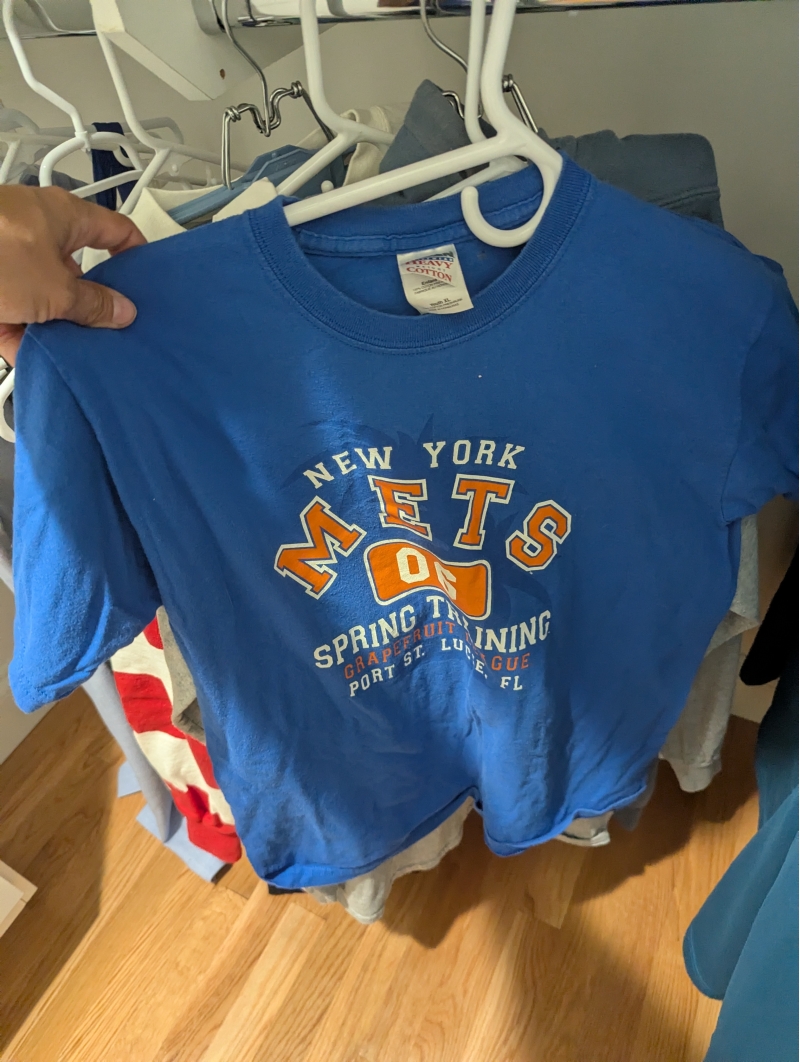 HEAVY
COTTON
NEW YORK
METS
06
SPRING TRAINING
GRAPEFRUIT LEAGUE
PORT ST. LUCIE, FL